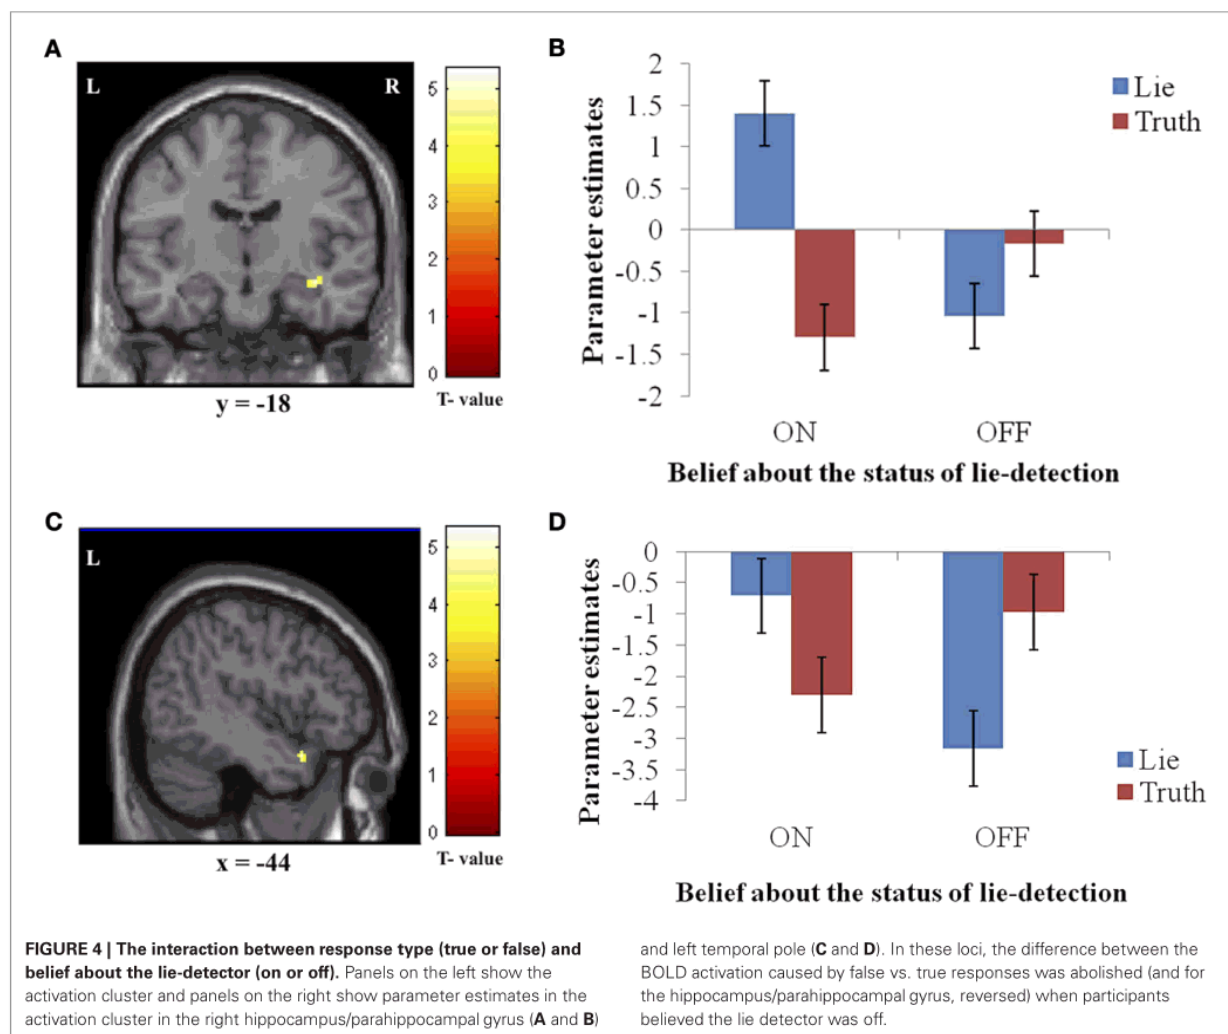 A
L R
5
4
3
2
1
0
y = -18
T- value
B
2
1.5
1
0.5
0
-0.5
-1
-1.5
-2
Parameter estimates
Lie
Truth
ON OFF
Belief about the status of lie-detection
C
L
5
4
3
2
1
0
x = -44
T- value
D
0
-0.5
-1
-1.5
-2
-2.5
-3
-3.5
-4
Parameter estimates
Lie
Truth
ON OFF
Belief about the status of lie-detection
FIGURE 4 | The interaction between response type (true or false) and
belief about the lie-detector (on or off). Panels on the left show the
activation cluster and panels on the right show parameter estimates in the
activation cluster in the right hippocampus/parahippocampal gyrus (A and B)
and left temporal pole (C and D). In these loci, the difference between the
BOLD activation caused by false vs. true responses was abolished (and for
the hippocampus/parahippocampal gyrus, reversed) when participants
believed the lie detector was off.